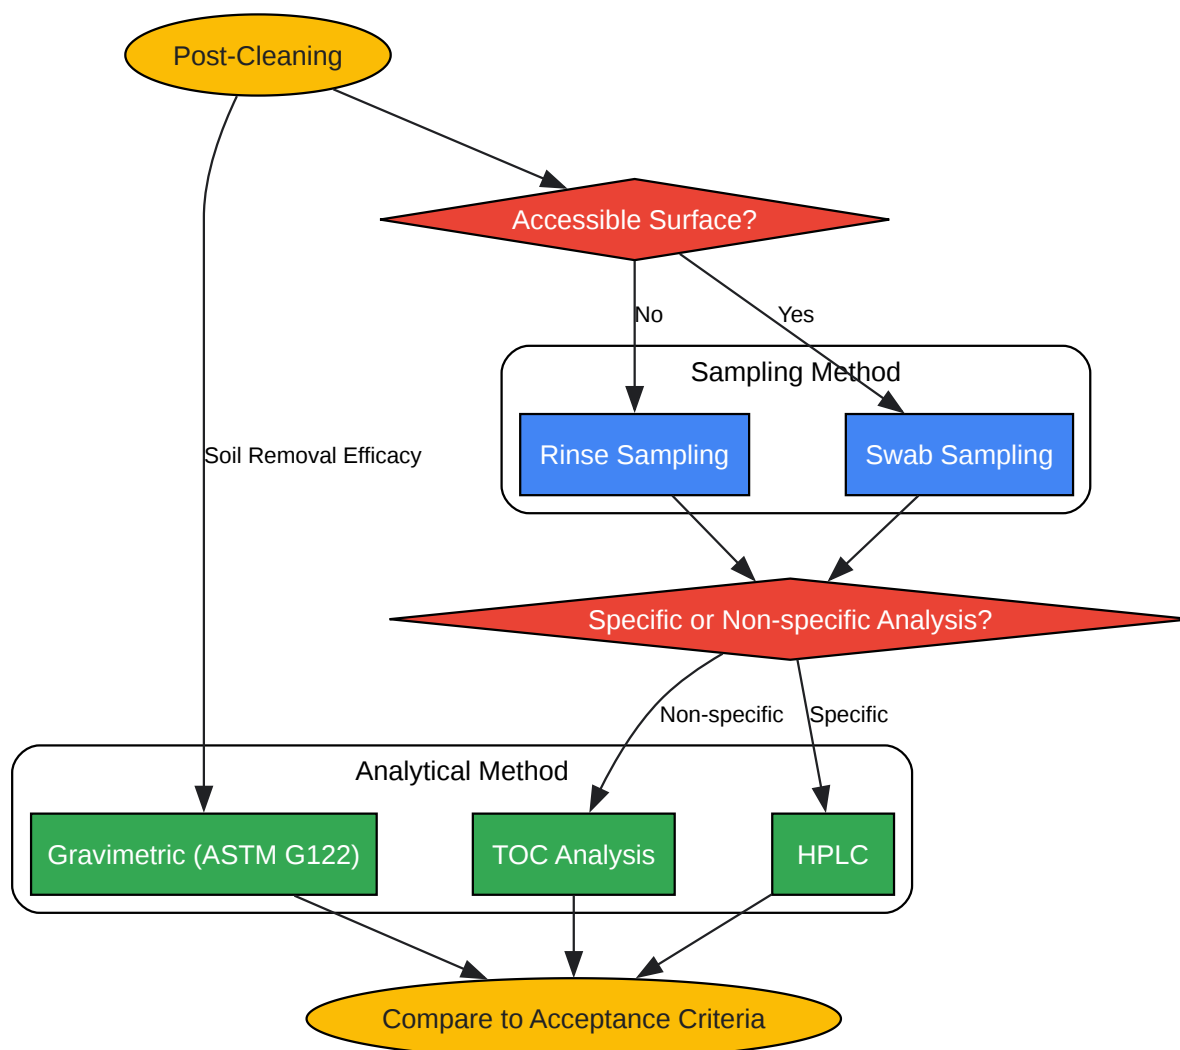 Post-Cleaning
Accessible Surface?
No
Yes
Sampling Method
Rinse Sampling
Swab Sampling
Soil Removal Efficacy
Specific or Non-specific Analysis?
Non-specific
Specific
Analytical Method
Gravimetric (ASTM G122)
TOC Analysis
HPLC
Compare to Acceptance Criteria